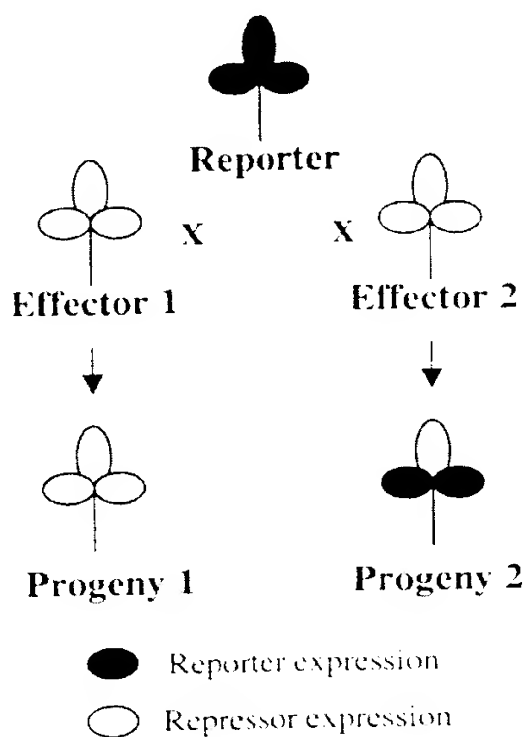 Reporter
X X
Effector 1 Effector 2
Progeny 1 Progeny 2
Reporter expression
Repressor expression